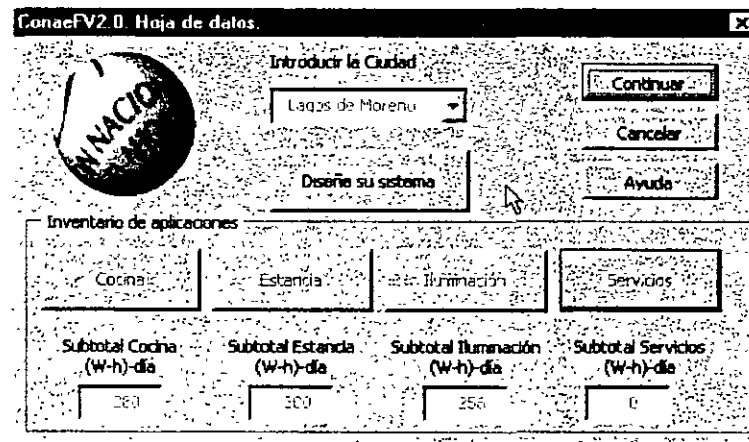 ConaeFV2.0. Hoja de datos.
Introducir la Ciudad
Lagos de Moreno
Continuar
Cancelar
Ayuda
Diseñe su sistema
NACIO
Inventario de aplicaciones
Cocina
Estancia
Iluminación
Servicios
Subtotal Cocina
(W-h)-día
Subtotal Estancia
(W-h)-día
Subtotal Iluminación
(W-h)-día
Subtotal Servicios
(W-h)-día
256
0